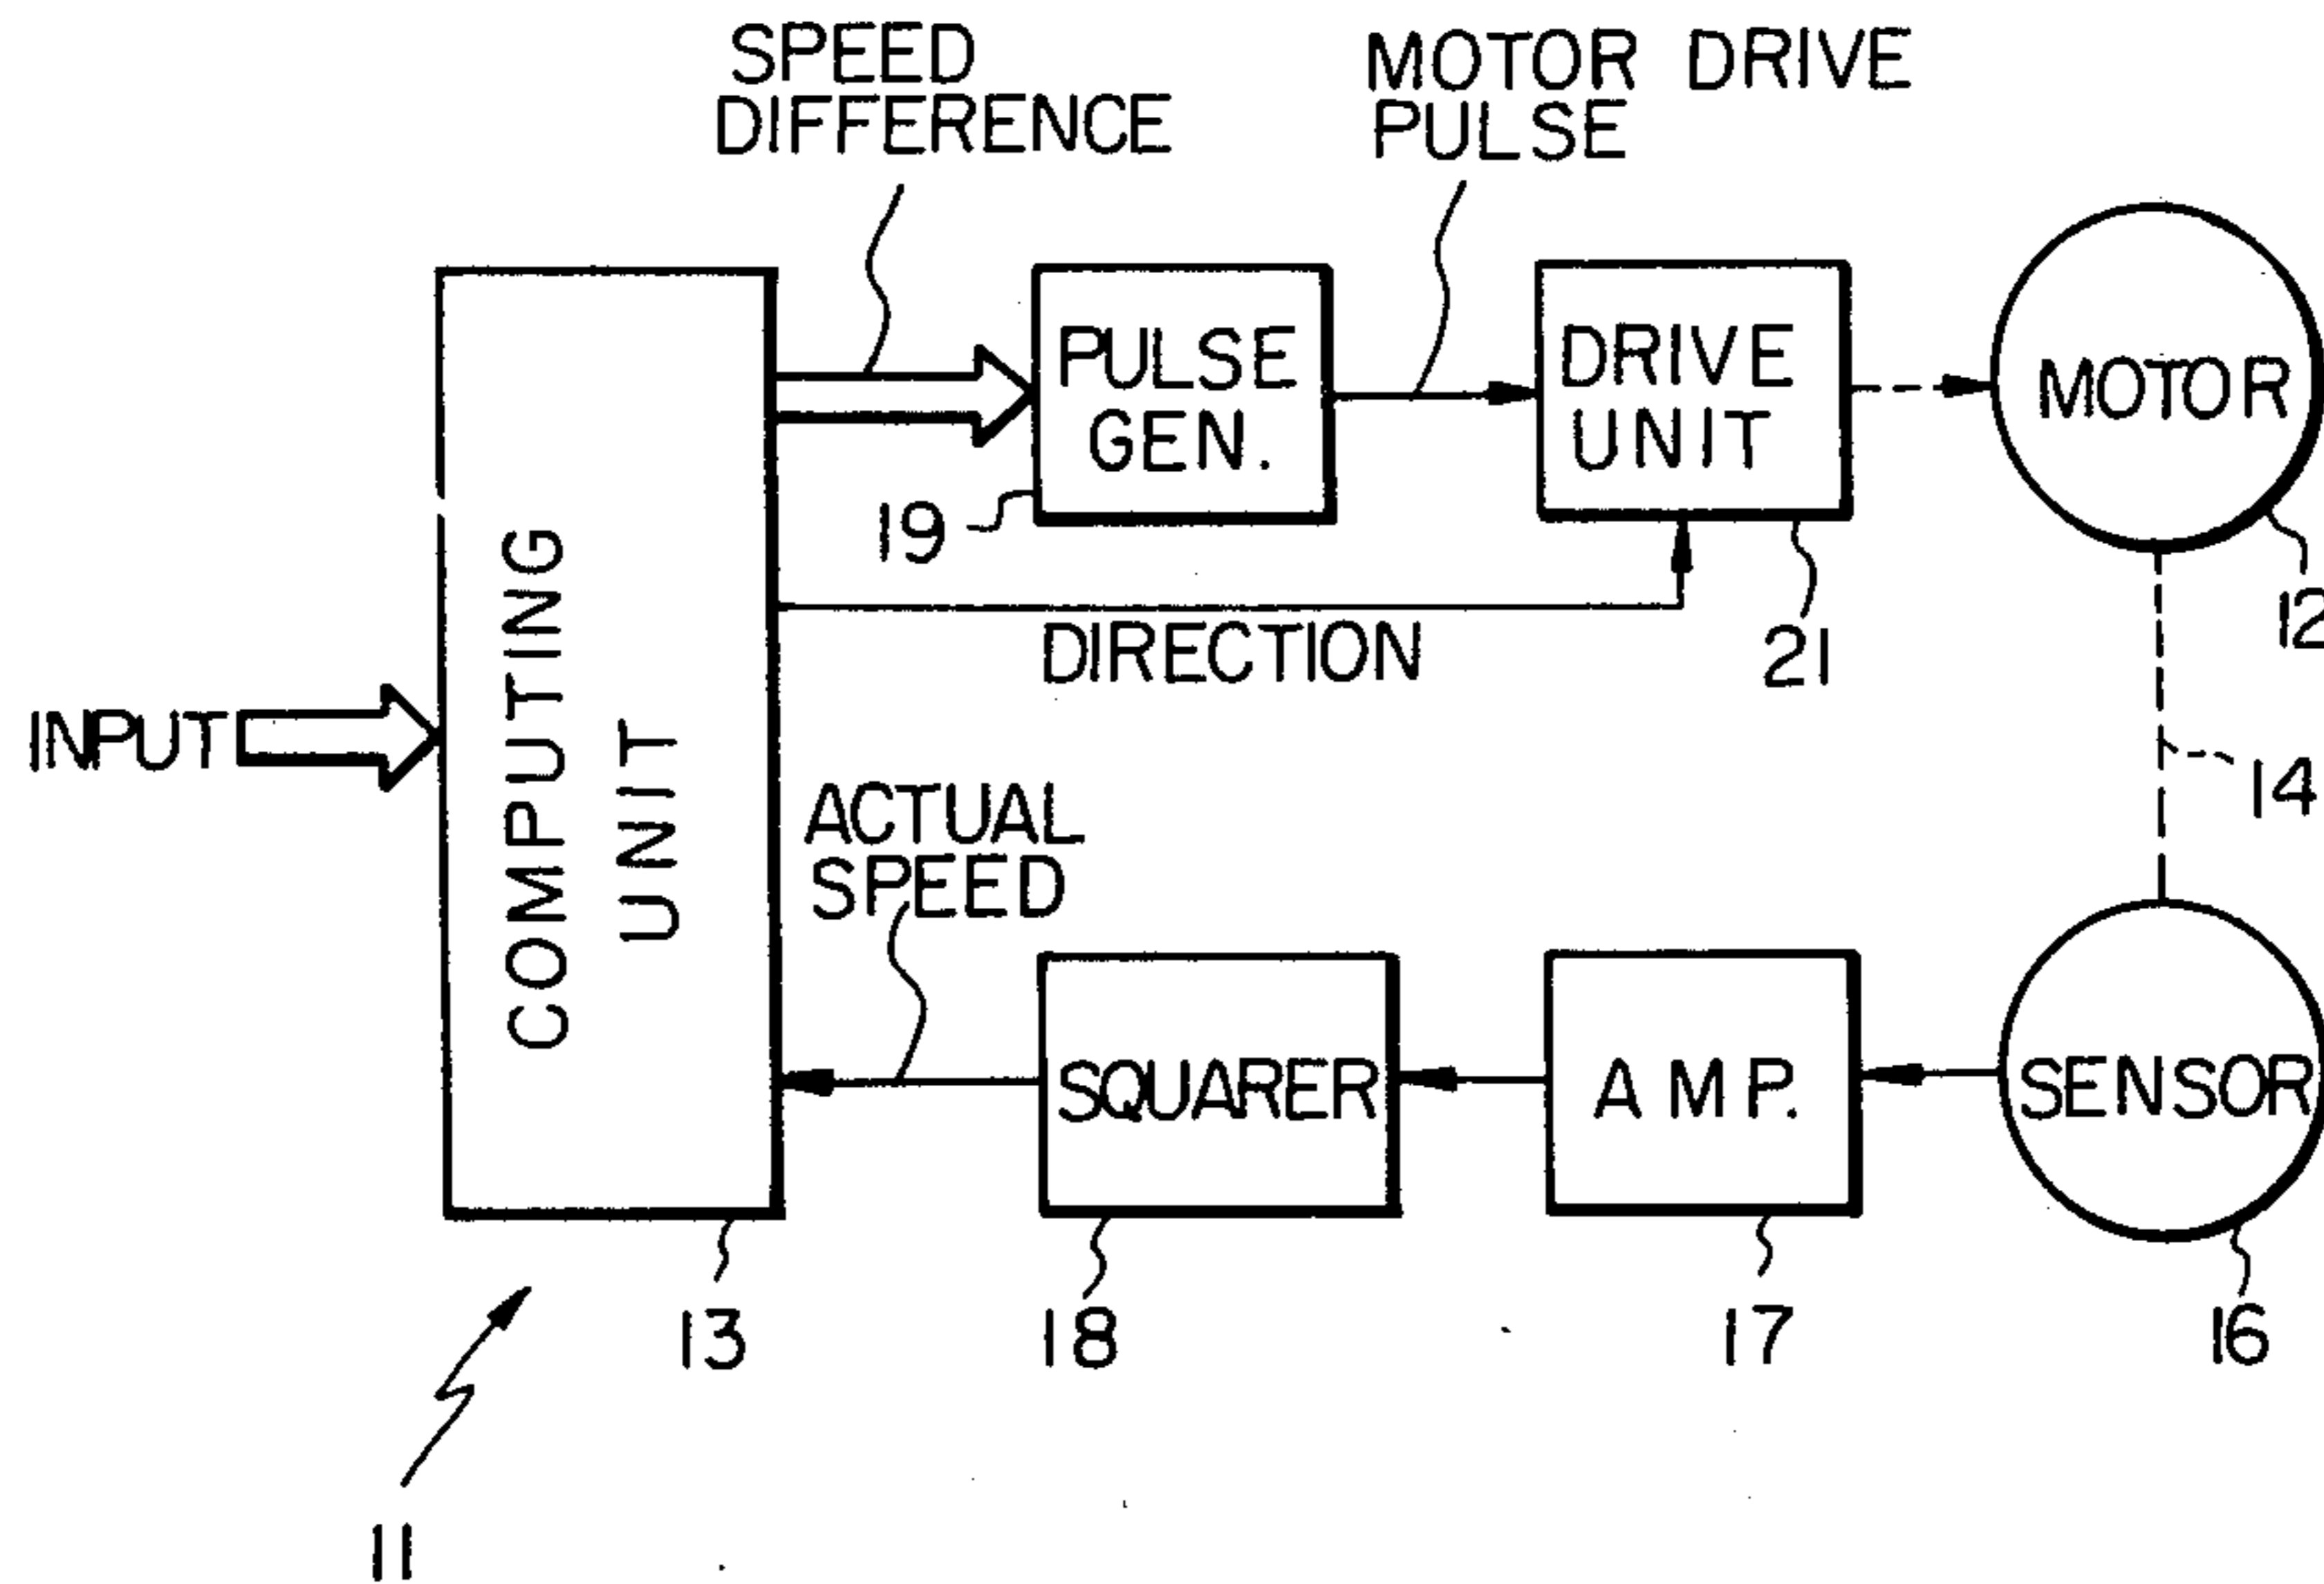 SPEED
DIFFERENCE
MOTOR DRIVE
PULSE
PULSE
GEN.
DRIVE
UNIT
MOTOR
19
12
DIRECTION
21
INPUT
COMPUTING
UNIT
14
ACTUAL
SPEED
SQUARER
AMP.
SENSOR
13
18
17
16
11